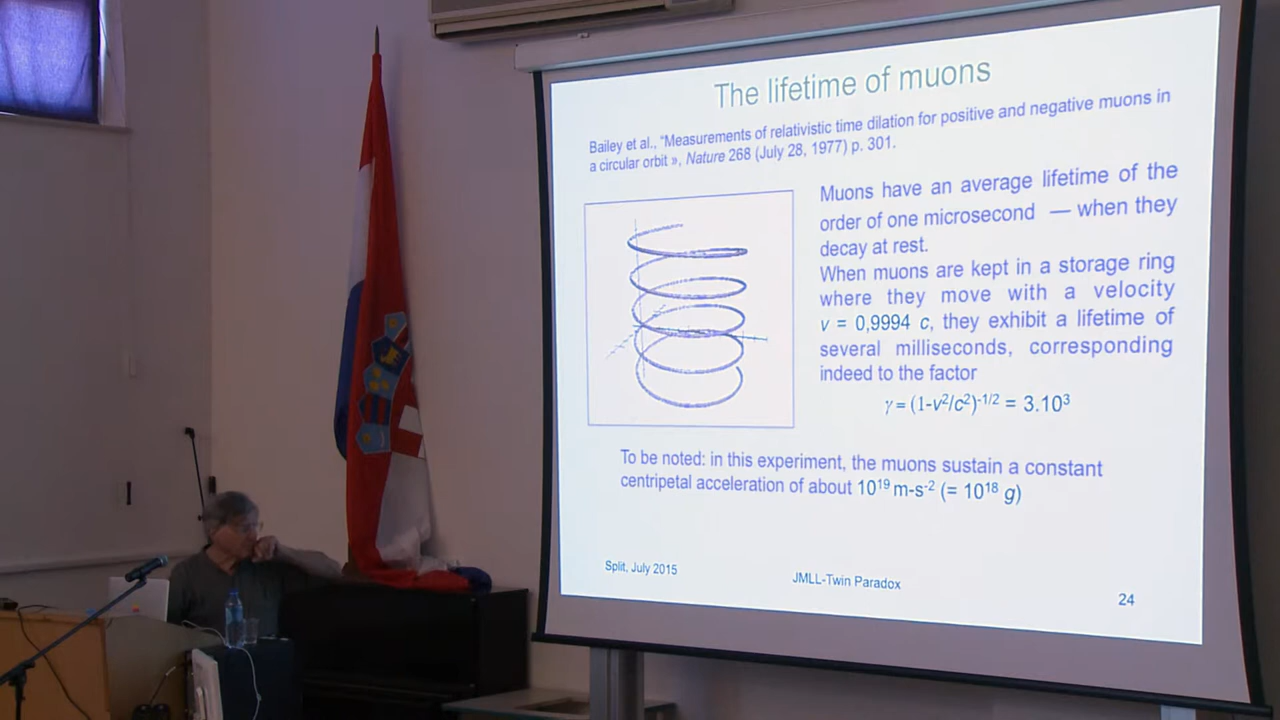 The lifetime of muons
Bailey et al., “Measurements of relativistic time dilation for positive and negative muons in
a circular orbit », Nature 268 (July 28, 1977) p. 301.
Muons have an average lifetime of the
order of one microsecond — when they
decay at rest.
When muons are kept in a storage ring
where they move with a velocity
v = 0,9994 c, they exhibit a lifetime of
several milliseconds, corresponding
indeed to the factor
γ = (1-v²/c²)⁻¹/² = 3.10³
To be noted: in this experiment, the muons sustain a constant
centripetal acceleration of about 10¹⁹ m-s⁻² (= 10¹⁸ g)
Split, July 2015
JMLL-Twin Paradox
24